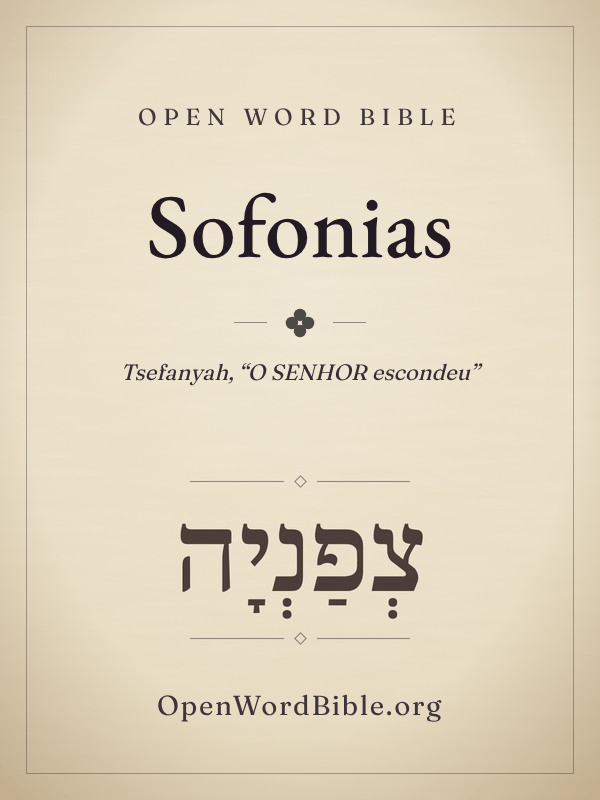 OPEN WORD BIBLE
Sofonias
Tsefanyah, “O SENHOR escondeu”
צְפַנְיָה
OpenWordBible.org